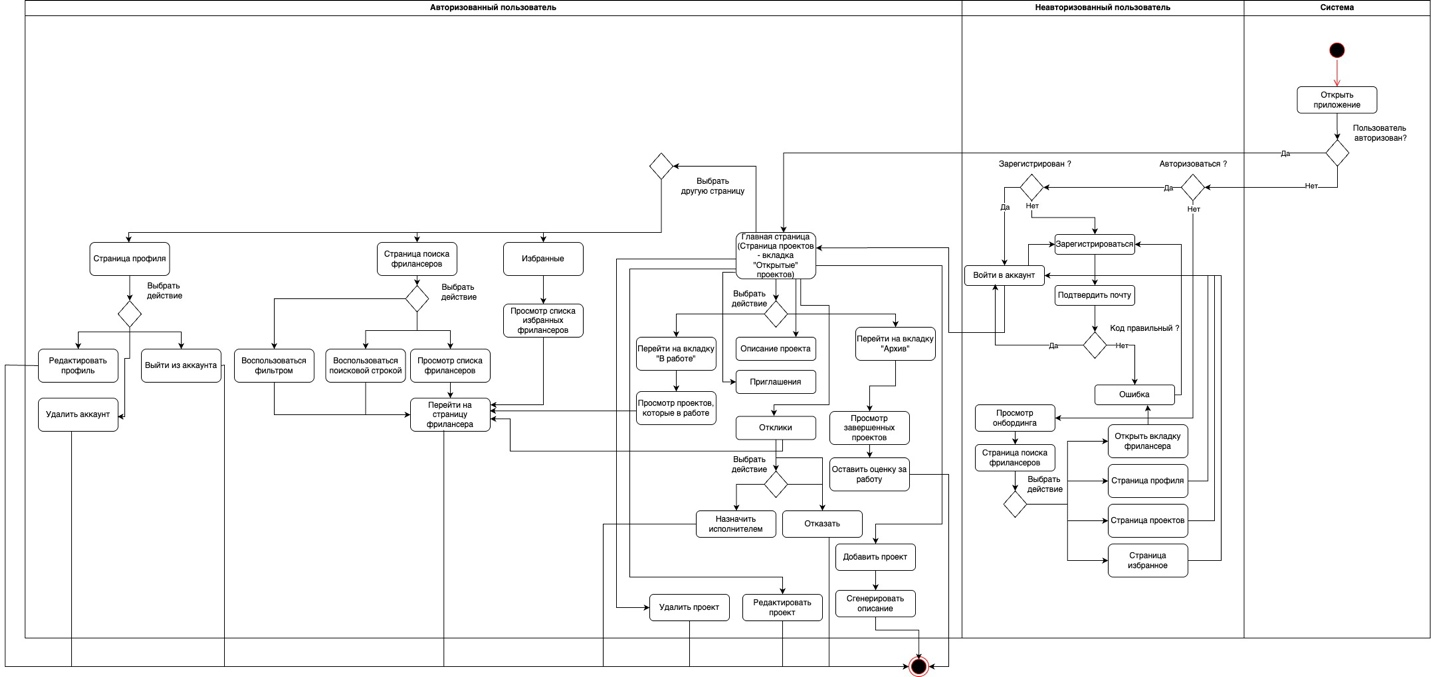 Авторизованный пользователь
Неавторизованный пользователь
Система
Открыть
приложение
Пользователь
авторизован?
Да
Нет
Авторизоваться ?
Да
Нет
Зарегистрирован ?
Да
Нет
Зарегистрироваться
Войти в аккаунт
Подтвердить почту
Код правильный ?
Да
Нет
Ошибка
Просмотр
онбординга
Страница поиска
фрилансеров
Выбрать
действие
Открыть вкладку
фрилансера
Страница профиля
Страница проектов
Страница
избранное
Выбрать
другую страницу
Главная страница
(Страница проектов
- вкладка
"Открытые"
проектов)
Страница профиля
Выбрать
действие
Редактировать
профиль
Выйти из аккаунта
Удалить аккаунт
Страница поиска
фрилансеров
Выбрать
действие
Воспользоваться
фильтром
Воспользоваться
поисковой строкой
Просмотр списка
фрилансеров
Перейти на
страницу
фрилансера
Избранные
Просмотр списка
избранных
фрилансеров
Выбрать
действие
Перейти на вкладку
"В работе"
Просмотр проектов,
которые в работе
Описание проекта
Приглашения
Отклики
Выбрать
действие
Назначить
исполнителем
Отказать
Перейти на вкладку
"Архив"
Просмотр
завершенных
проектов
Оставить оценку за
работу
Добавить проект
Сгенерировать
описание
Удалить проект
Редактировать
проект